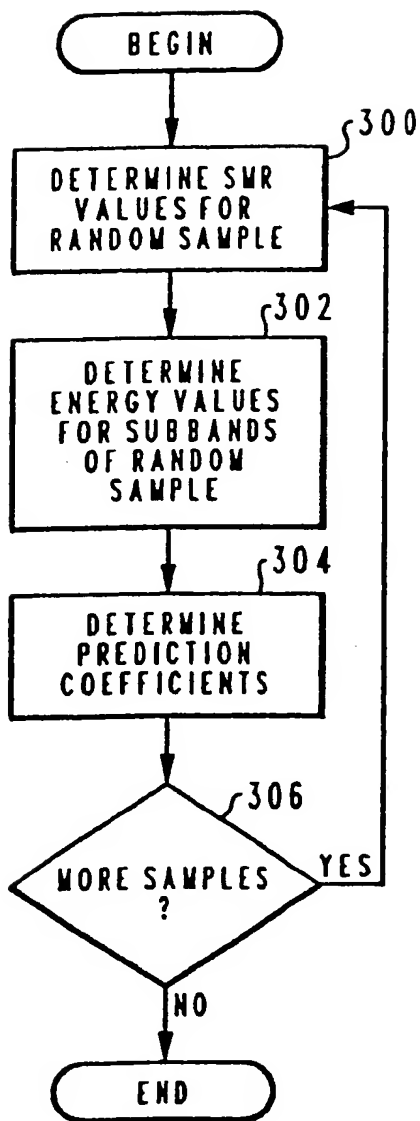 BEGIN
300
DETERMINE SMR
VALUES FOR
RANDOM SAMPLE
302
DETERMINE
ENERGY VALUES
FOR SUBBANDS
OF RANDOM
SAMPLE
304
DETERMINE
PREDICTION
COEFFICIENTS
306
MORE SAMPLES
?
YES
NO
END